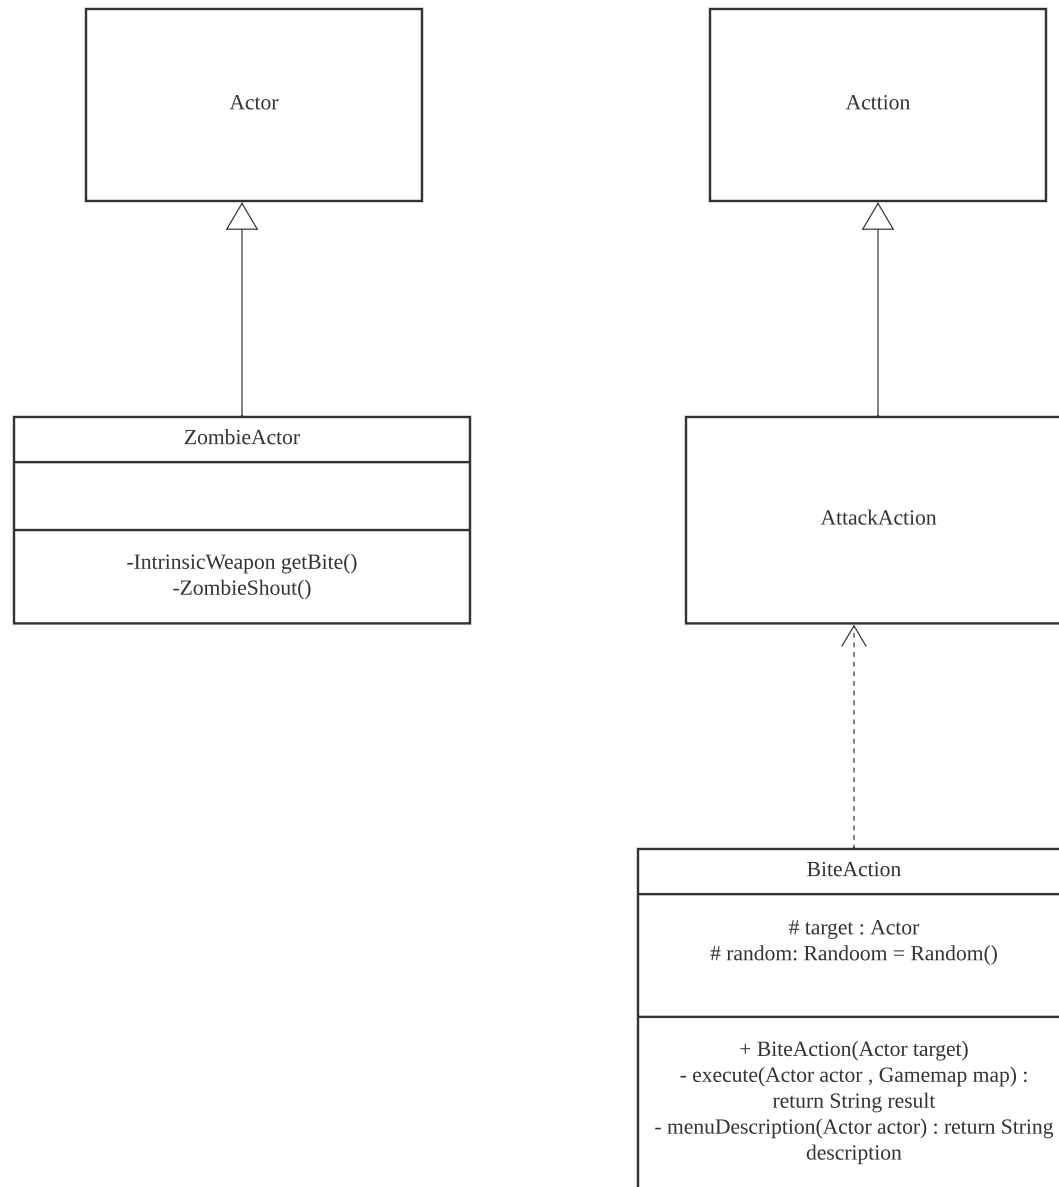 Actor
Acttion
ZombieActor
-IntrinsicWeapon getBite()
-ZombieShout()
AttackAction
BiteAction
# target : Actor
# random: Randoom = Random()
+ BiteAction(Actor target)
- execute(Actor actor , Gamemap map) :
return String result
- menuDescription(Actor actor) : return String
description